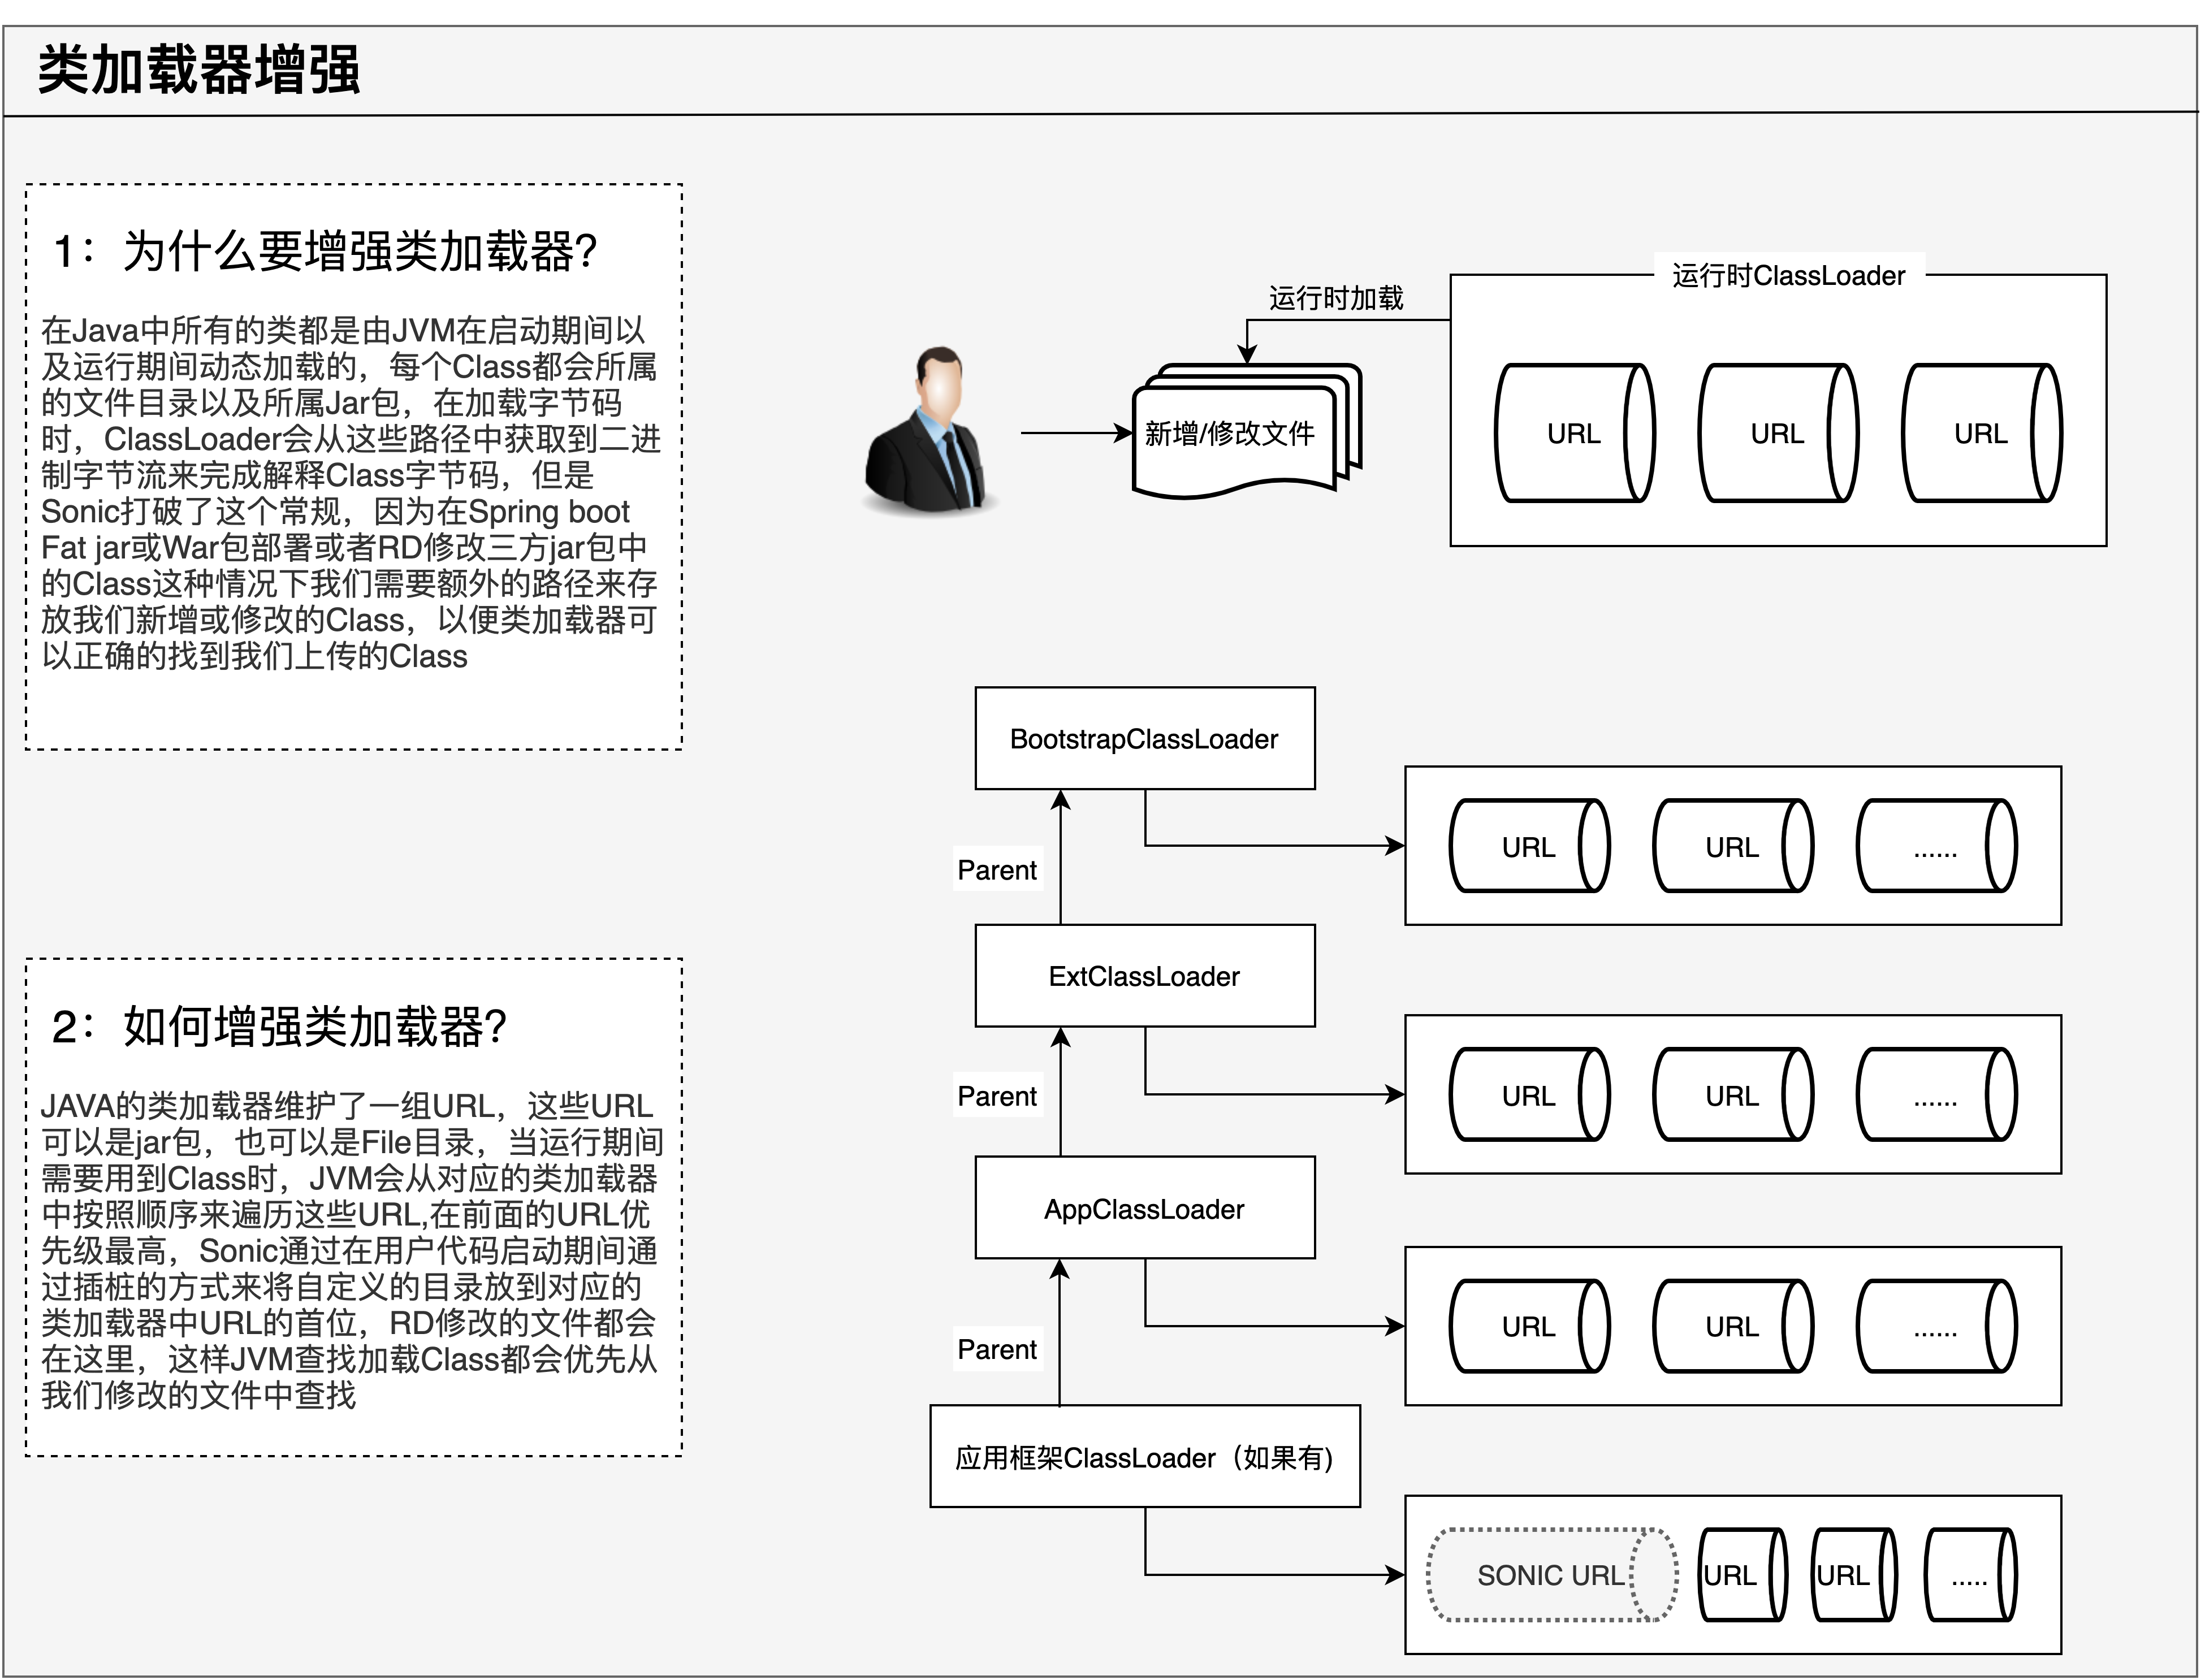 类加载器增强
1：为什么要增强类加载器?
在Java中所有的类都是由JVM在启动期间以
及运行期间动态加载的，每个Class都会所属
的文件目录以及所属Jar包，在加载字节码
时，ClassLoader会从这些路径中获取到二进
制字节流来完成解释Class字节码，但是
Sonic打破了这个常规，因为在Spring boot
Fat jar或War包部署或者RD修改三方jar包中
的Class这种情况下我们需要额外的路径来存
放我们新增或修改的Class，以便类加载器可
以正确的找到我们上传的Class
运行时加载
新增/修改文件
运行时ClassLoader
URL
URL
URL
2：如何增强类加载器?
JAVA的类加载器维护了一组URL，这些URL
可以是jar包，也可以是File目录，当运行期间
需要用到Class时，JVM会从对应的类加载器
中按照顺序来遍历这些URL,在前面的URL优
先级最高，Sonic通过在用户代码启动期间通
过插桩的方式来将自定义的目录放到对应的
类加载器中URL的首位，RD修改的文件都会
在这里，这样JVM查找加载Class都会优先从
我们修改的文件中查找
BootstrapClassLoader
URL
URL
......
Parent
ExtClassLoader
URL
URL
......
Parent
AppClassLoader
URL
URL
......
Parent
应用框架ClassLoader（如果有)
SONIC URL
URL
URL
.....